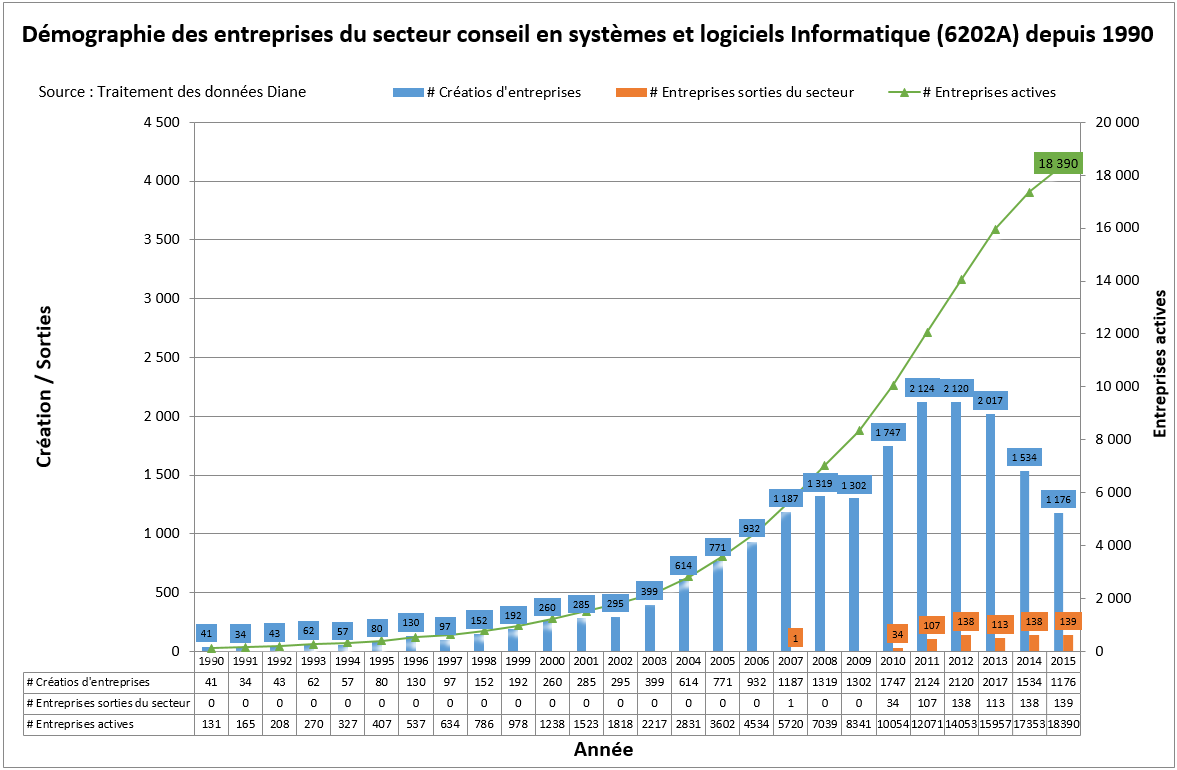 Démographie des entreprises du secteur conseil en systèmes et logiciels Informatique (6202A) depuis 1990
Source : Traitement des données Diane
# Créatios d'entreprises
# Entreprises sorties du secteur
# Entreprises actives
4 500
4 000
3 500
3 000
2 500
2 000
1 500
1 000
500
0
Création / Sorties
20 000
18 000
16 000
14 000
12 000
10 000
8 000
6 000
4 000
2 000
0
Entreprises actives
18 390
41 34 43 62 57 80 130 97 152 192 260 285 295 399 614 771 932 1 187 1 319 1 302 1 747 2 124 2 120 2 017 1 534 1 176
1 34 107 138 113 138 139
1990 1991 1992 1993 1994 1995 1996 1997 1998 1999 2000 2001 2002 2003 2004 2005 2006 2007 2008 2009 2010 2011 2012 2013 2014 2015
# Créatios d'entreprises 41 34 43 62 57 80 130 97 152 192 260 285 295 399 614 771 932 1187 1319 1302 1747 2124 2120 2017 1534 1176
# Entreprises sorties du secteur 0 0 0 0 0 0 0 0 0 0 0 0 0 0 0 0 0 1 0 0 34 107 138 113 138 139
# Entreprises actives 131 165 208 270 327 407 537 634 786 978 1238 1523 1818 2217 2831 3602 4534 5720 7039 8341 10054 12071 14053 15957 17353 18390
Année